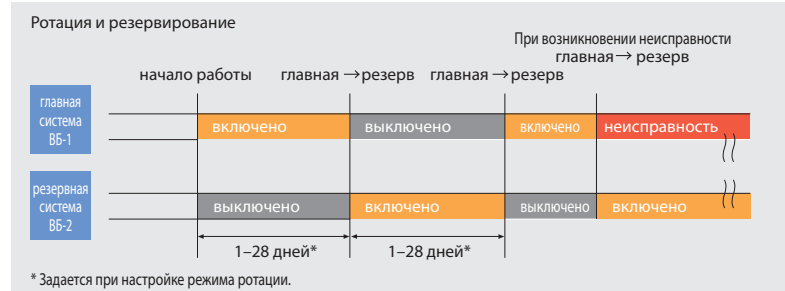 Ротация и резервирование
При возникновении неисправности
главная → резерв
начало работы
главная → резерв
главная → резерв
главная
система
ВБ-1
включено
выключено
включено
неисправность
резервная
система
ВБ-2
выключено
включено
выключено
включено
1–28 дней*
1–28 дней*
* Задается при настройке режима ротации.